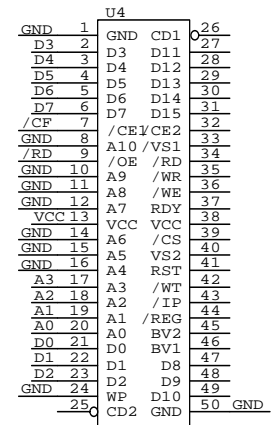 U4
GND 1 GND CD1 26
D3 2 D3 D11 27
D4 3 D4 D12 28
D5 4 D5 D13 29
D6 5 D6 D14 30
D7 6 D7 D15 31
/CF 7 /CE1 /CE2 32
GND 8 A10 /VS1 33
/RD 9 /OE /RD 34
GND 10 A9 /WR 35
GND 11 A8 /WE 36
GND 12 A7 RDY 37
VCC 13 VCC VCC 38
GND 14 A6 /CS 39
GND 15 A5 VS2 40
GND 16 A4 RST 41
A3 17 A3 /WT 42
A2 18 A2 /IP 43
A1 19 A1 /REG 44
A0 20 A0 BV2 45
D0 21 D0 BV1 46
D1 22 D1 D8 47
D2 23 D2 D9 48
GND 24 WP D10 49
25 CD2 GND 50 GND